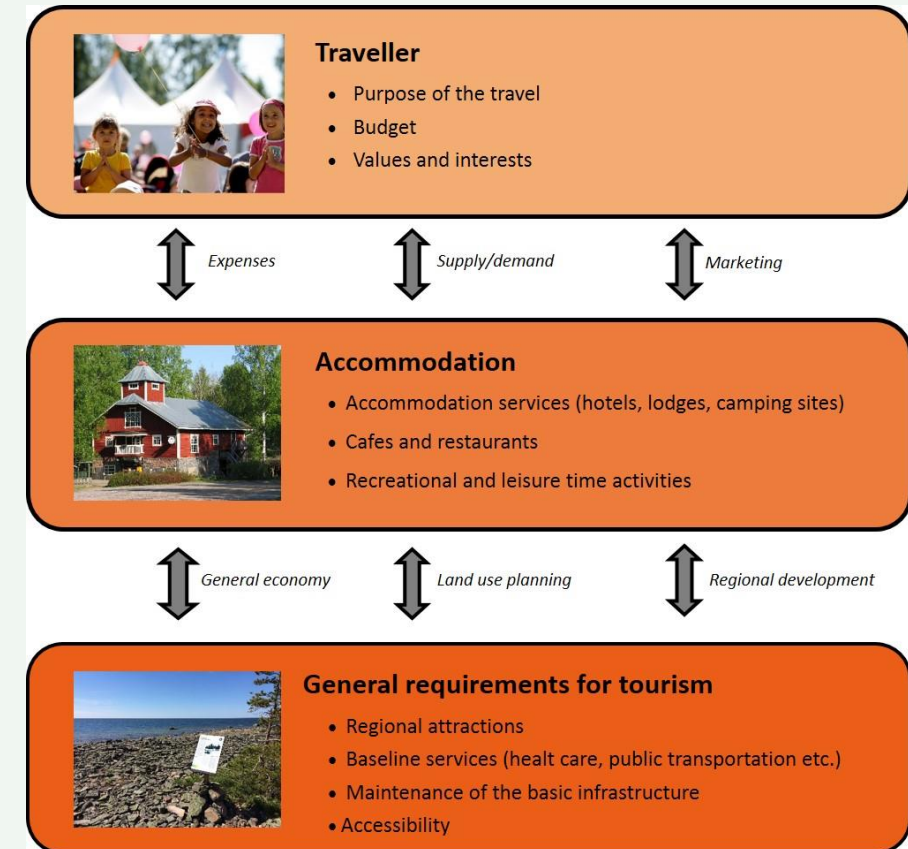 Traveller
• Purpose of the travel
• Budget
• Values and interests
Expenses
Supply/demand
Marketing
Accommodation
• Accommodation services (hotels, lodges, camping sites)
• Cafes and restaurants
• Recreational and leisure time activities
General economy
Land use planning
Regional development
General requirements for tourism
• Regional attractions
• Baseline services (healt care, public transportation etc.)
• Maintenance of the basic infrastructure
• Accessibility